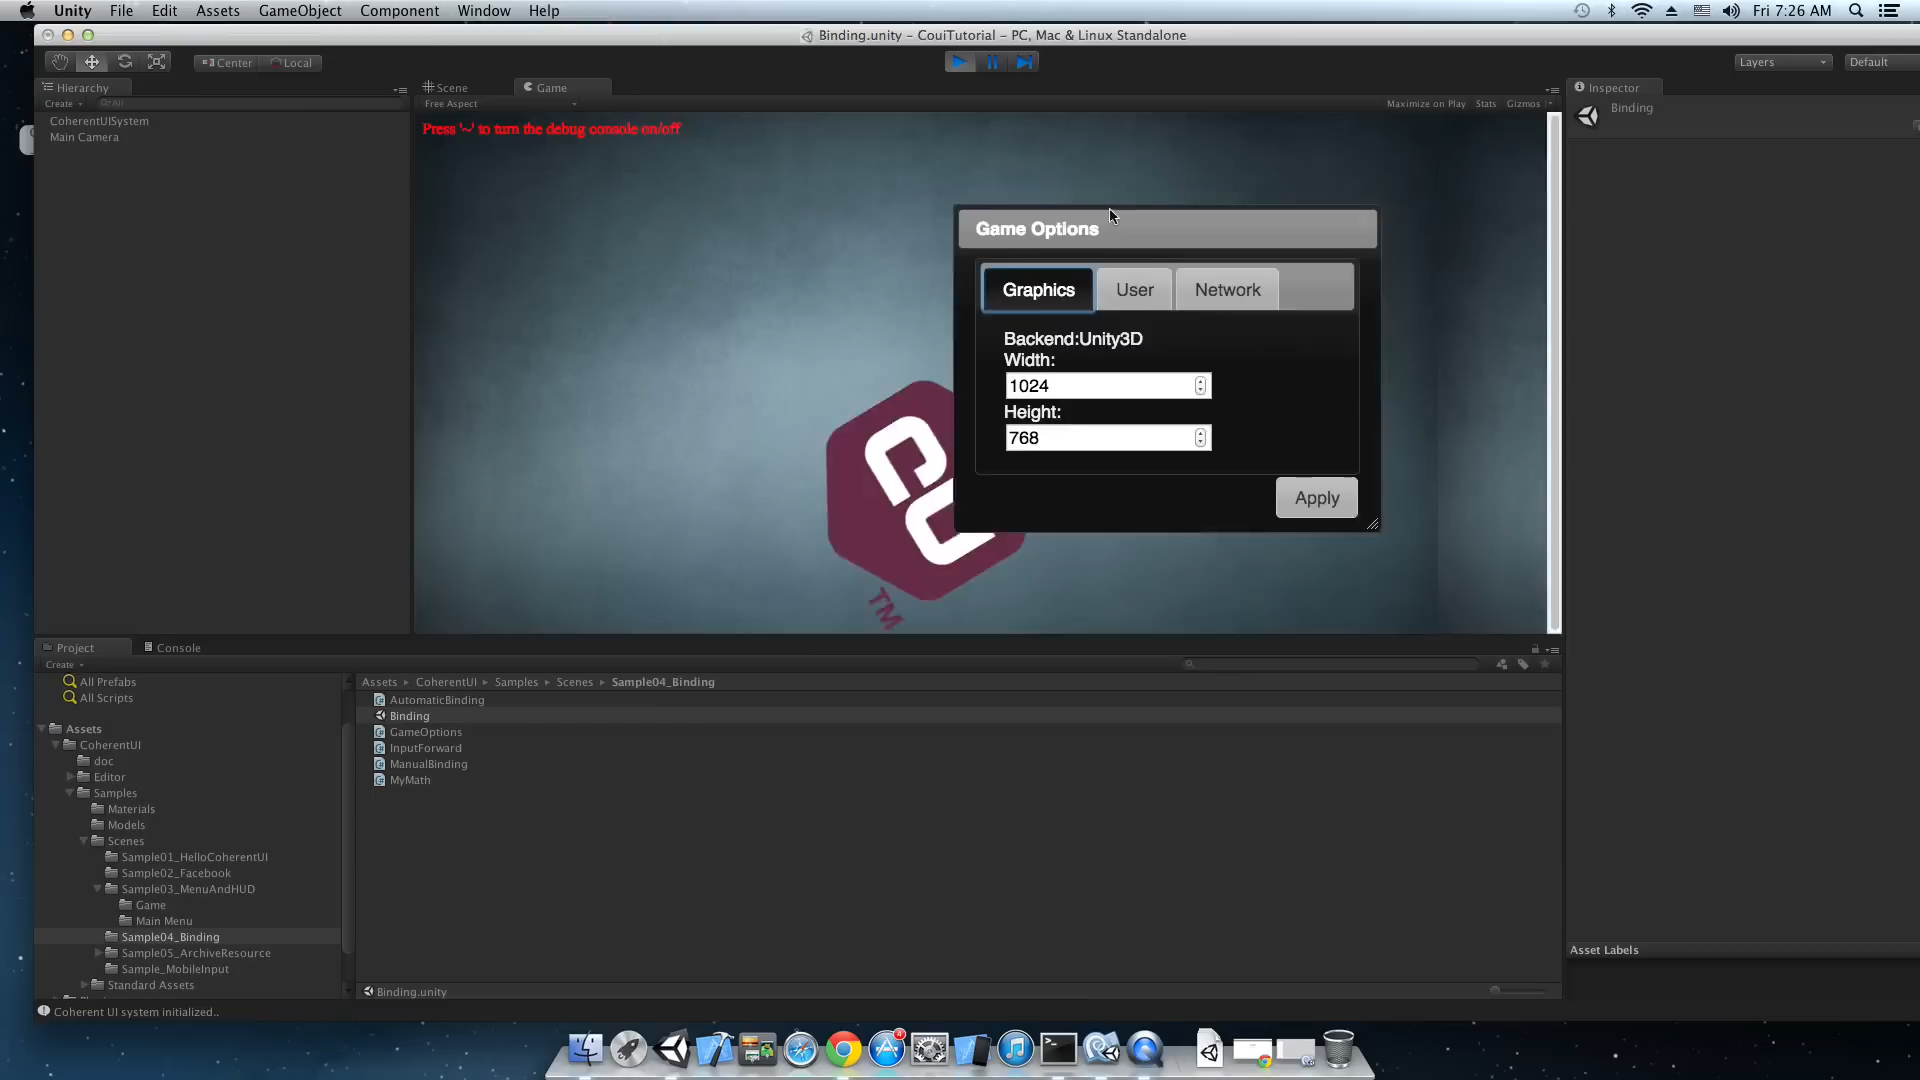 Unity File Edit Assets GameObject Component Window Help Fri 7:26 AM
Binding.unity – CouiTutorial – PC, Mac & Linux Standalone
Center Local Layers Default
Hierarchy
Create All
CoherentUISystem
Main Camera
Scene Game
Free Aspect Maximize on Play Stats Gizmos
Press '~' to turn the debug console on/off
Game Options
Graphics User Network
Backend:Unity3D
Width:
1024
Height:
768
Apply
TM
Inspector
Binding
Asset Labels
Project Console
Create
All Prefabs
All Scripts
Assets
CoherentUI
doc
Editor
Samples
Materials
Models
Scenes
Sample01_HelloCoherentUI
Sample02_Facebook
Sample03_MenuAndHUD
Game
Main Menu
Sample04_Binding
Sample05_ArchiveResource
Sample_MobileInput
Standard Assets
Assets ▸ CoherentUI ▸ Samples ▸ Scenes ▸ Sample04_Binding
AutomaticBinding
Binding
GameOptions
InputForward
ManualBinding
MyMath
Binding.unity
Coherent UI system initialized..
4